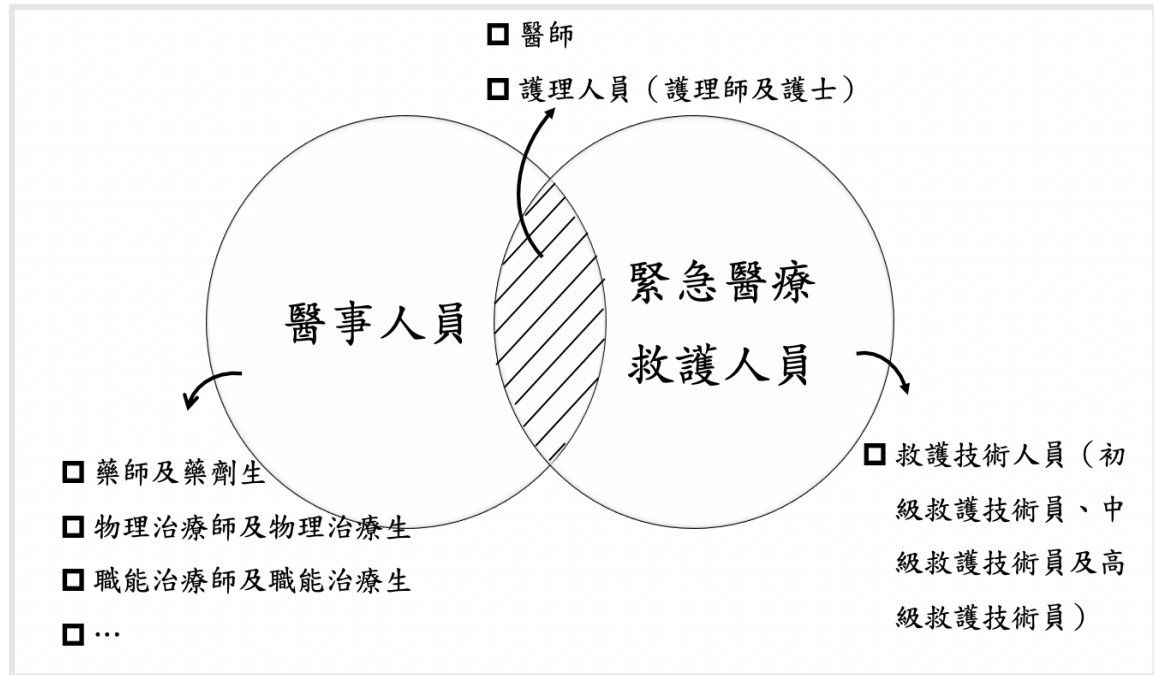 □ 醫師
□ 護理人員（護理師及護士）
醫事人員
緊急醫療
救護人員
□ 藥師及藥劑生
□ 物理治療師及物理治療生
□ 職能治療師及職能治療生
□ …
□ 救護技術人員（初
級救護技術員、中
級救護技術員及高
級救護技術員）